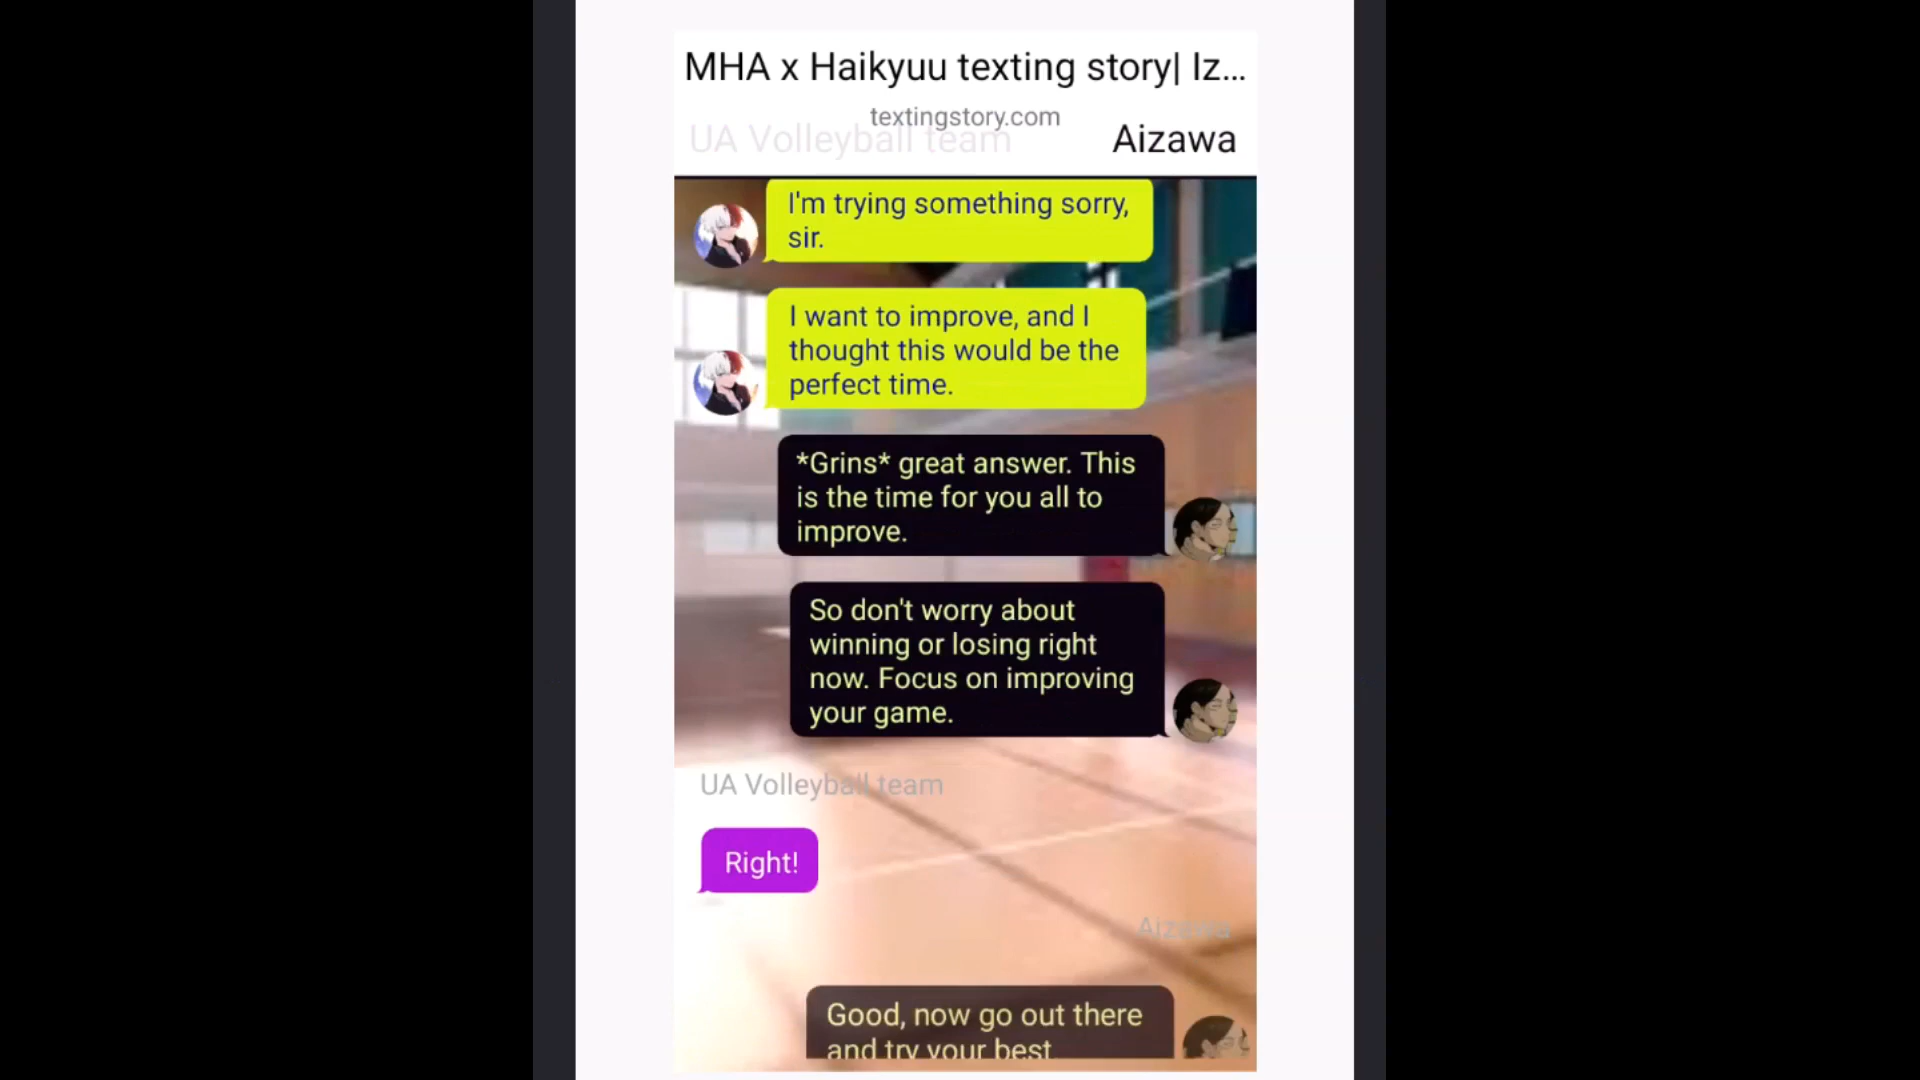 MHA x Haikyuu texting story| Iz...
textingstory.com
UA Volleyball team
Aizawa
I'm trying something sorry,
sir.
I want to improve, and I
thought this would be the
perfect time.
*Grins* great answer. This
is the time for you all to
improve.
So don't worry about
winning or losing right
now. Focus on improving
your game.
UA Volleyball team
Right!
Aizawa
Good, now go out there
and try your best.